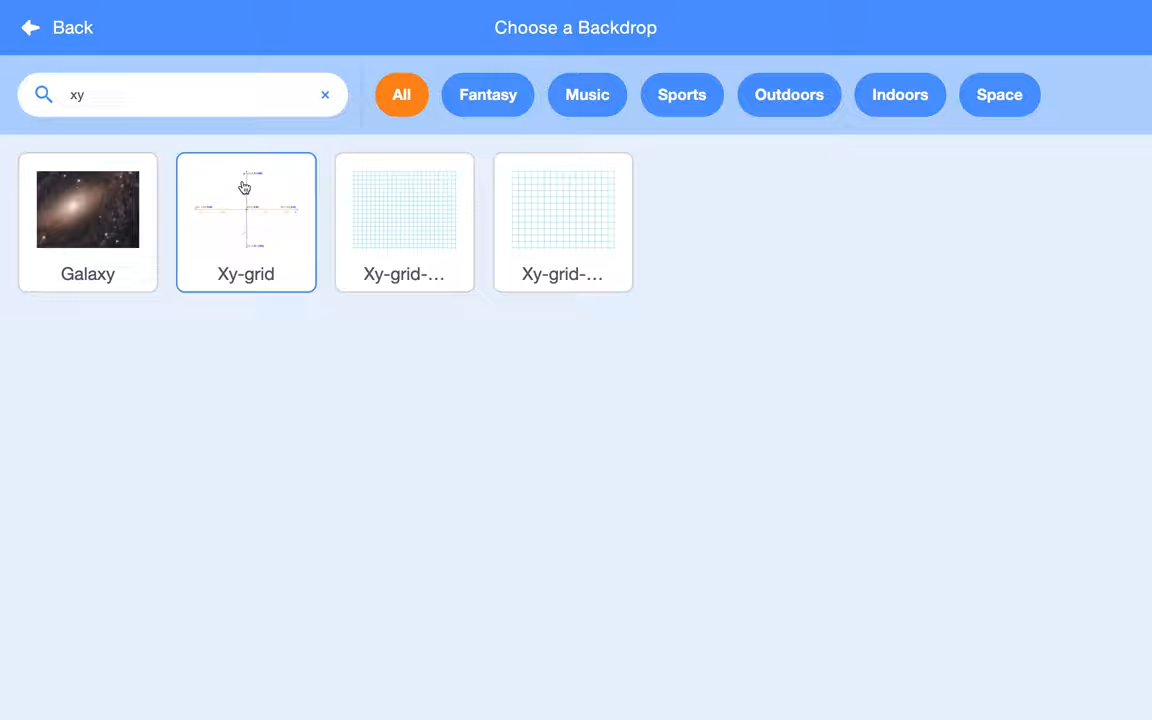 Back
Choose a Backdrop
xy
All
Fantasy
Music
Sports
Outdoors
Indoors
Space
Galaxy
Xy-grid
Xy-grid-...
Xy-grid-...